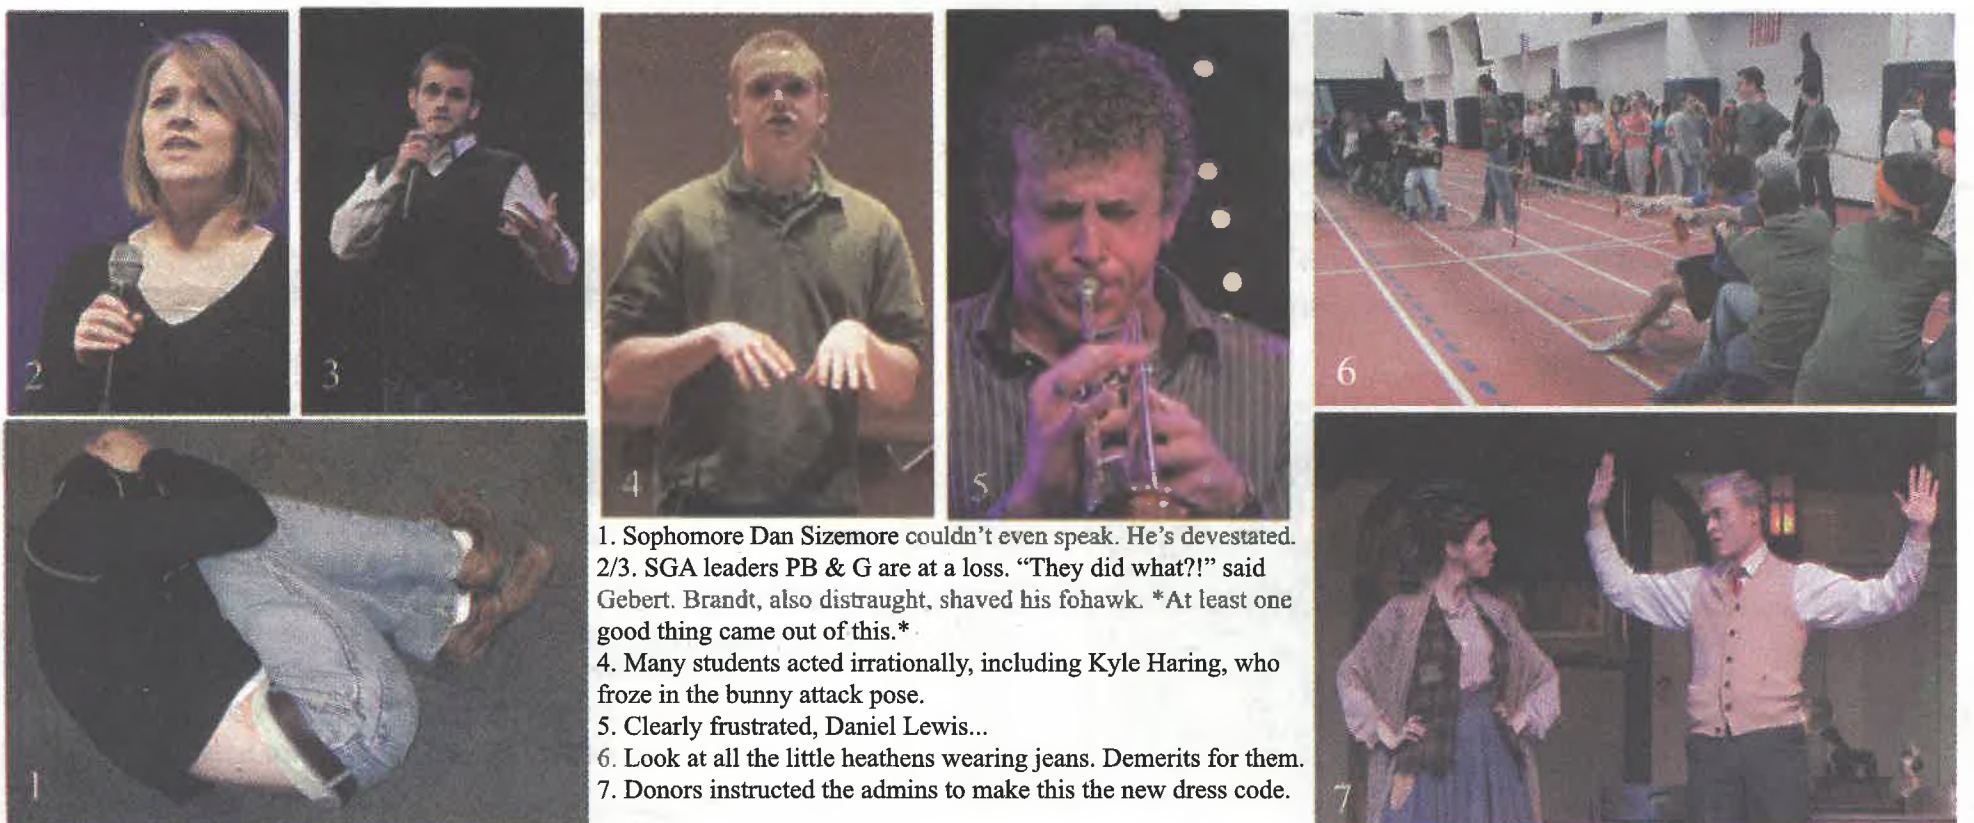 2
3
4
5
6
1
7
1. Sophomore Dan Sizemore couldn't even speak. He's devestated.
2/3. SGA leaders PB & G are at a loss. “They did what?!” said
Gebert. Brandt, also distraught, shaved his fohawk. *At least one
good thing came out of this.*
4. Many students acted irrationally, including Kyle Haring, who
froze in the bunny attack pose.
5. Clearly frustrated, Daniel Lewis...
6. Look at all the little heathens wearing jeans. Demerits for them.
7. Donors instructed the admins to make this the new dress code.